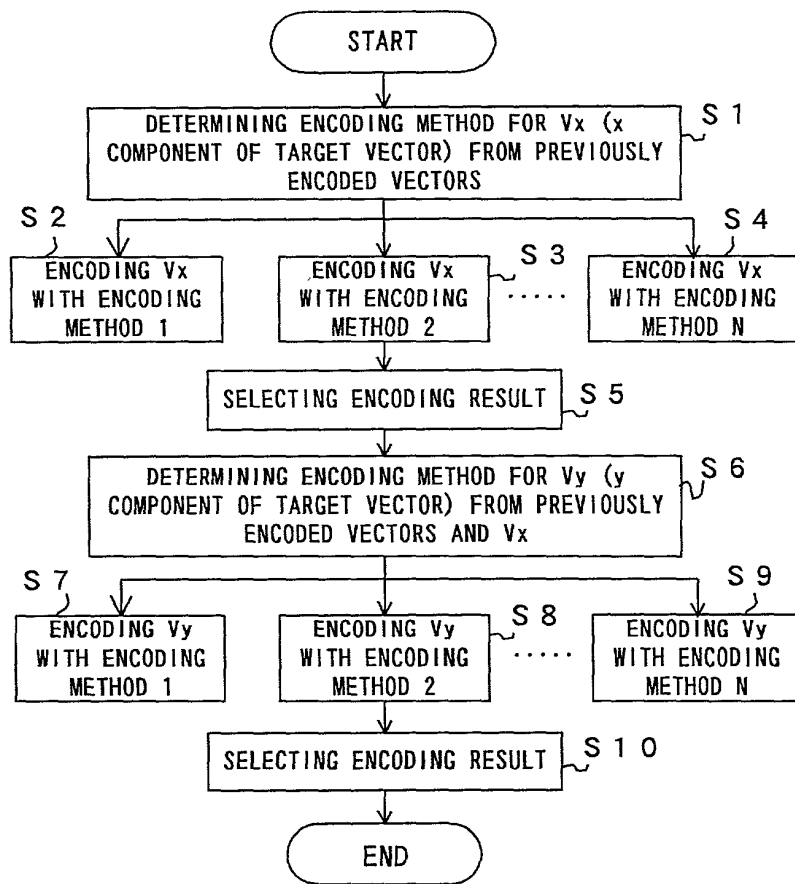 START
DETERMINING ENCODING METHOD FOR Vx (x
COMPONENT OF TARGET VECTOR) FROM PREVIOUSLY
ENCODED VECTORS
S 1
S 2
ENCODING Vx
WITH ENCODING
METHOD 1
ENCODING Vx
WITH ENCODING
METHOD 2
S 3
.....
S 4
ENCODING Vx
WITH ENCODING
METHOD N
SELECTING ENCODING RESULT
S 5
DETERMINING ENCODING METHOD FOR Vy (y
COMPONENT OF TARGET VECTOR) FROM PREVIOUSLY
ENCODED VECTORS AND Vx
S 6
S 7
ENCODING Vy
WITH ENCODING
METHOD 1
ENCODING Vy
WITH ENCODING
METHOD 2
S 8
.....
S 9
ENCODING Vy
WITH ENCODING
METHOD N
SELECTING ENCODING RESULT
S 1 0
END